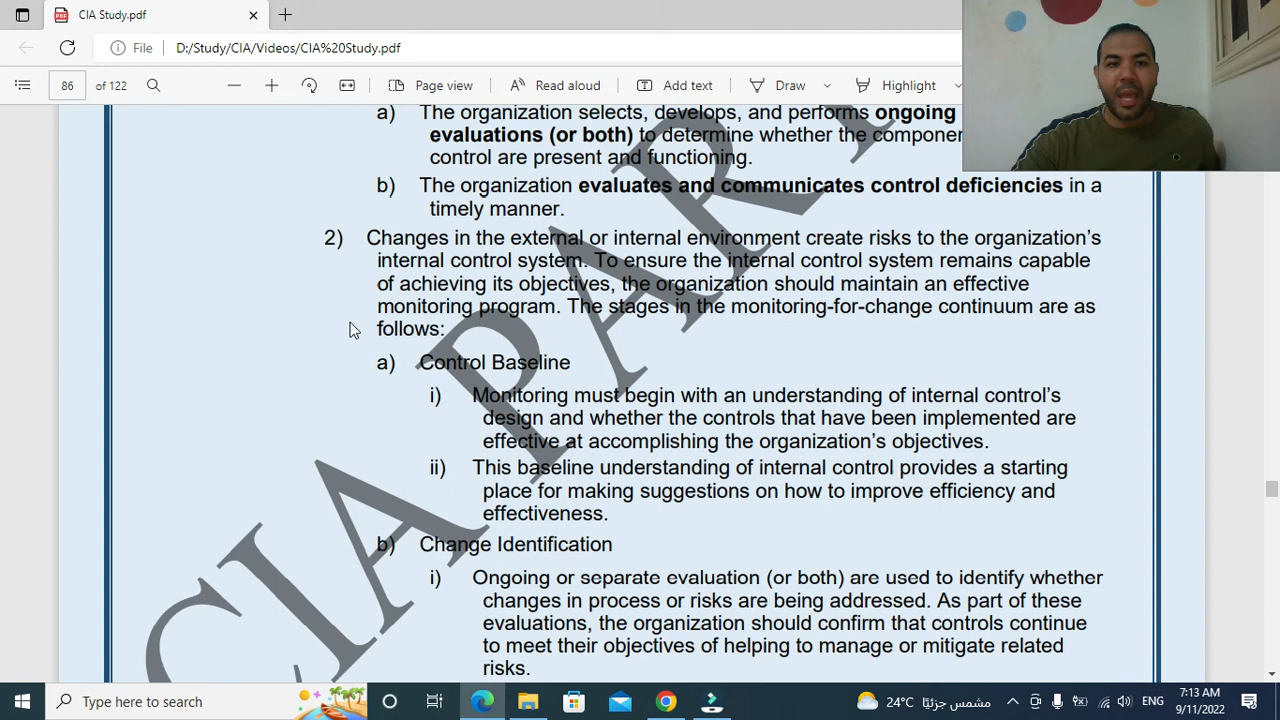 CIA Study.pdf
File D:/Study/CIA/Videos/CIA%20Study.pdf
86 of 122 Page view Read aloud Add text Draw Highlight
a) The organization selects, develops, and performs ongoing
evaluations (or both) to determine whether the component
control are present and functioning.
b) The organization evaluates and communicates control deficiencies in a
timely manner.
2) Changes in the external or internal environment create risks to the organization's
internal control system. To ensure the internal control system remains capable
of achieving its objectives, the organization should maintain an effective
monitoring program. The stages in the monitoring-for-change continuum are as
follows:
a) Control Baseline
i) Monitoring must begin with an understanding of internal control's
design and whether the controls that have been implemented are
effective at accomplishing the organization's objectives.
ii) This baseline understanding of internal control provides a starting
place for making suggestions on how to improve efficiency and
effectiveness.
b) Change Identification
i) Ongoing or separate evaluation (or both) are used to identify whether
changes in process or risks are being addressed. As part of these
evaluations, the organization should confirm that controls continue
to meet their objectives of helping to manage or mitigate related
risks.
CIA PART
Type here to search
24°C مشمس جزئيًا
ENG
7:13 AM
9/11/2022